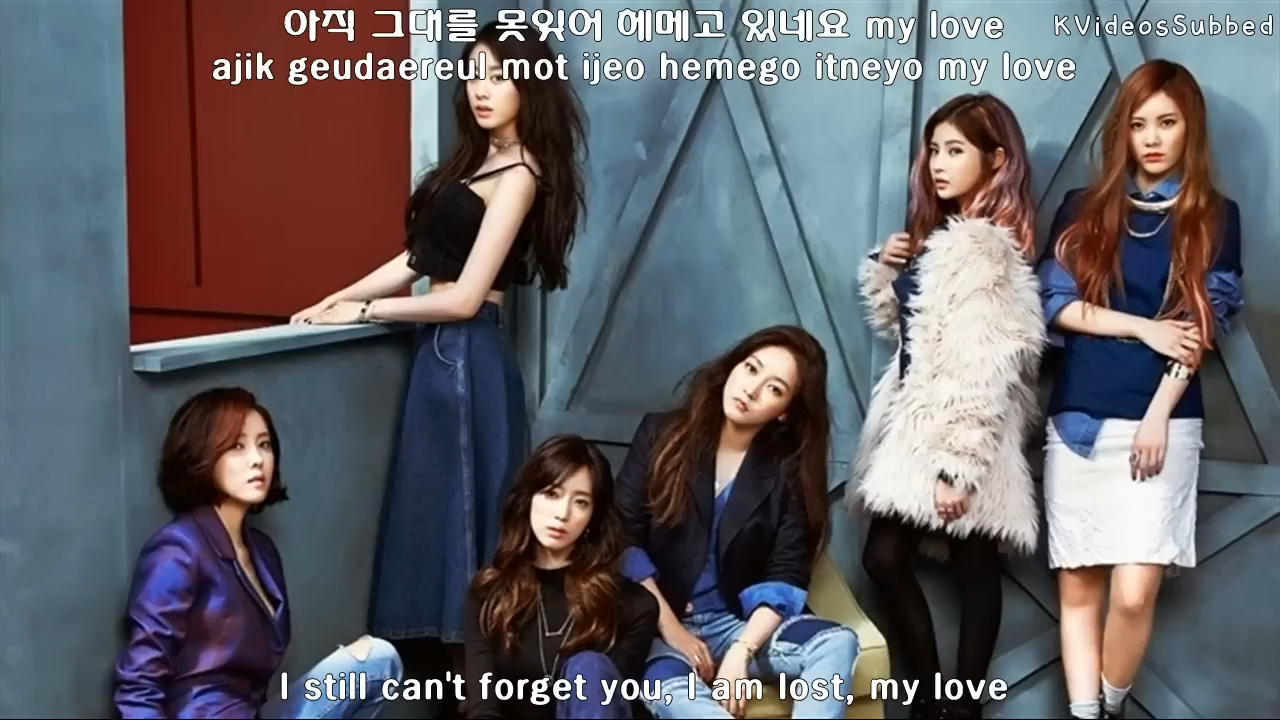 아직 그대를 못잊어 헤메고 있네요 my love
KVideosSubbed
ajik geudaereul mot ijeo hemego itneyo my love
I still can't forget you, I am lost, my love